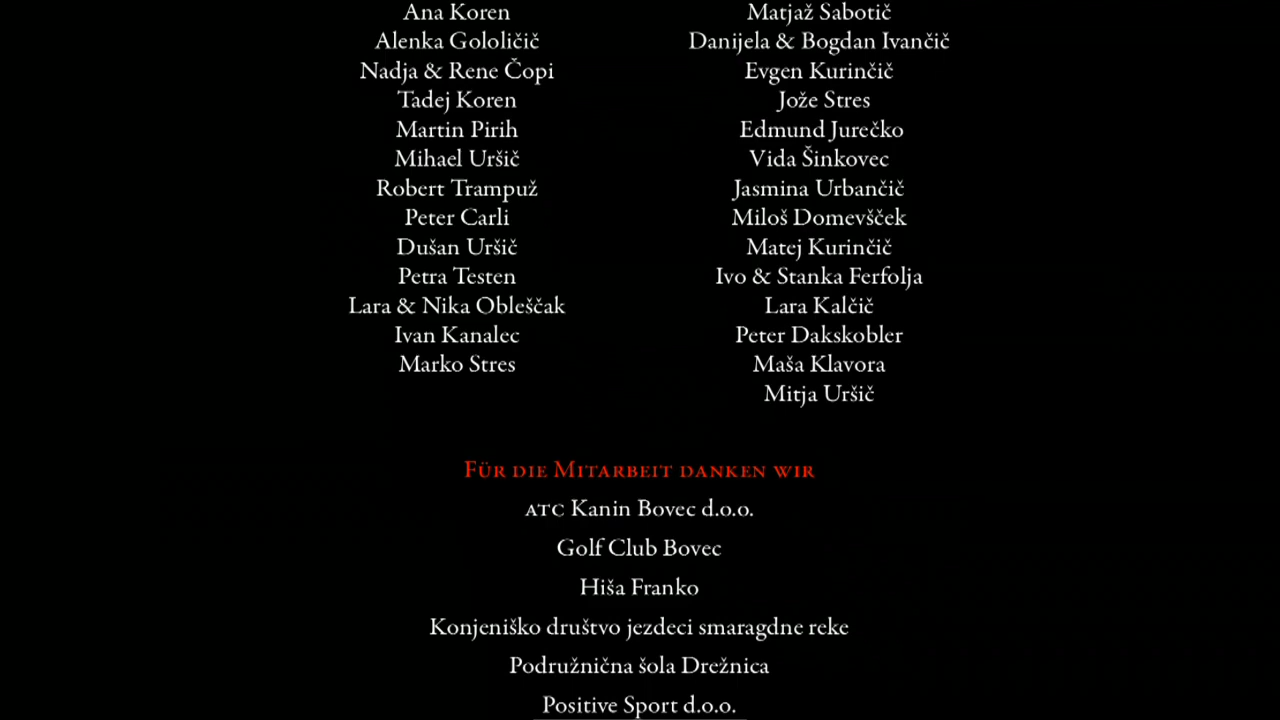 Ana Koren
Alenka Gololičič
Nadja & Rene Čopi
Tadej Koren
Martin Pirih
Mihael Uršič
Robert Trampuž
Peter Carli
Dušan Uršič
Petra Testen
Lara & Nika Obleščak
Ivan Kanalec
Marko Stres
Matjaž Sabotič
Danijela & Bogdan Ivančič
Evgen Kurinčič
Jože Stres
Edmund Jurečko
Vida Šinkovec
Jasmina Urbančič
Miloš Domevšček
Matej Kurinčič
Ivo & Stanka Ferfolja
Lara Kalčič
Peter Dakskobler
Maša Klavora
Mitja Uršič
Für die Mitarbeit danken wir
ATC Kanin Bovec d.o.o.
Golf Club Bovec
Hiša Franko
Konjeniško društvo jezdeci smaragdne reke
Podružnična šola Drežnica
Positive Sport d.o.o.